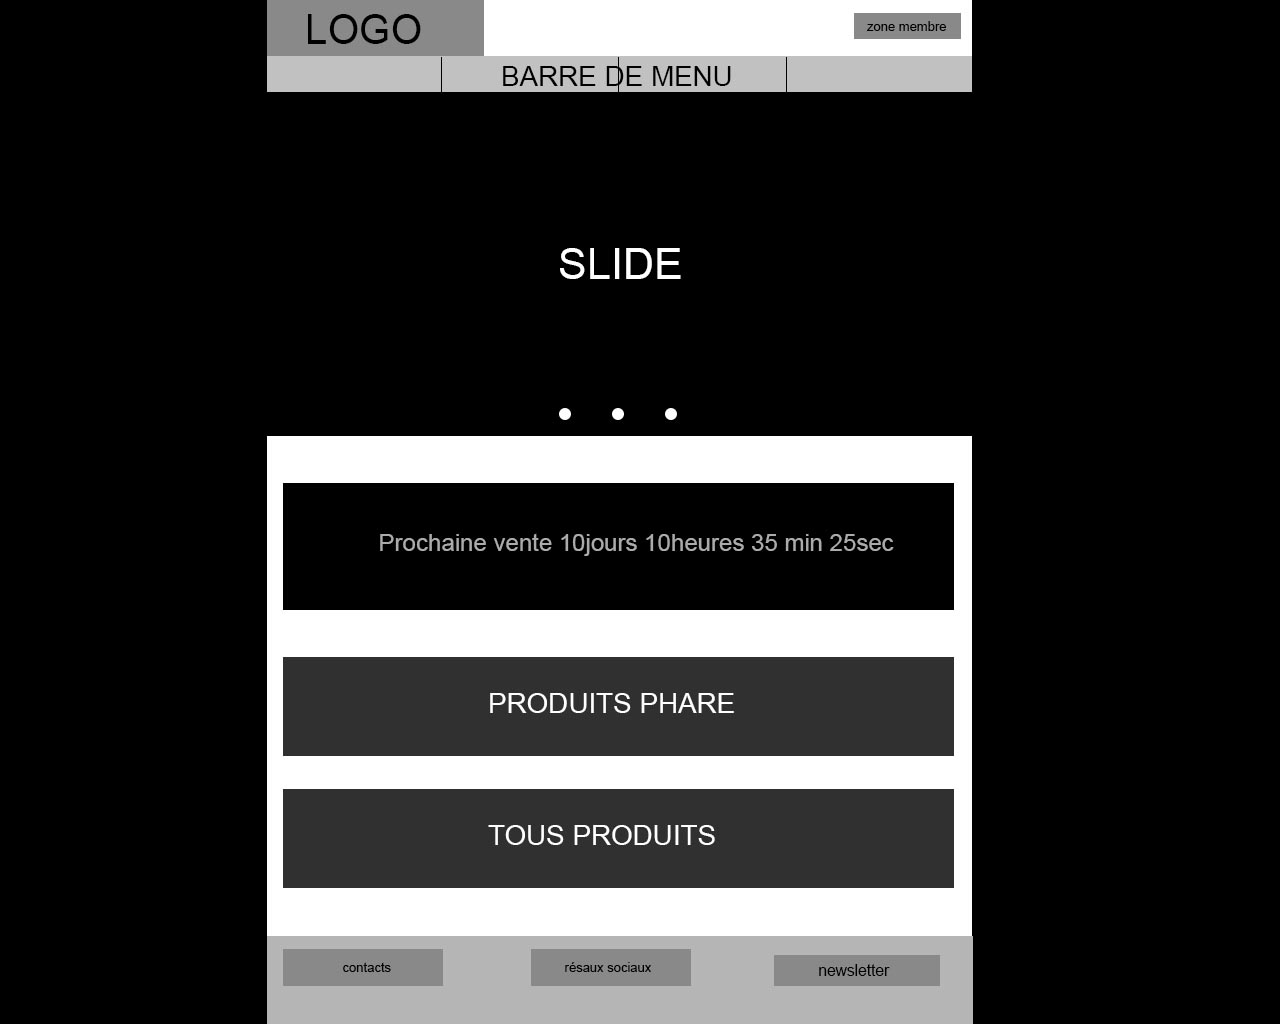 LOGO
zone membre
BARRE DE MENU
SLIDE
Prochaine vente 10jours 10heures 35 min 25sec
PRODUITS PHARE
TOUS PRODUITS
contacts
résaux sociaux
newsletter